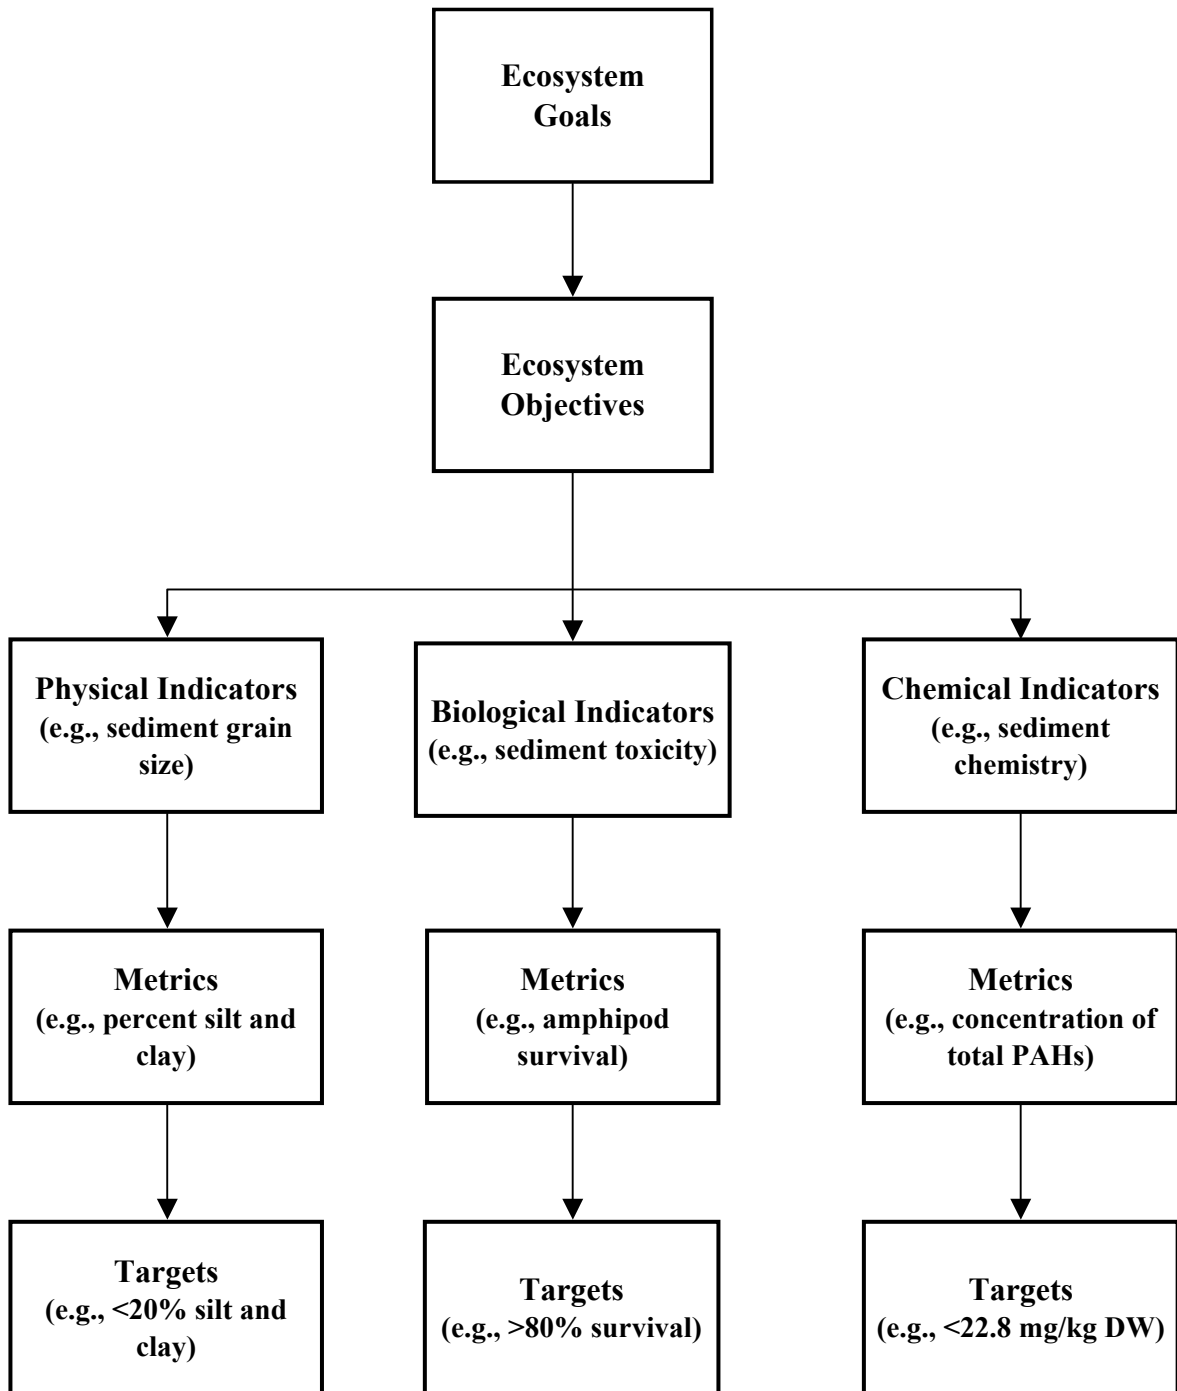 Ecosystem
Goals
Ecosystem
Objectives
Physical Indicators
(e.g., sediment grain
size)
Biological Indicators
(e.g., sediment toxicity)
Chemical Indicators
(e.g., sediment
chemistry)
Metrics
(e.g., percent silt and
clay)
Metrics
(e.g., amphipod
survival)
Metrics
(e.g., concentration of
total PAHs)
Targets
(e.g., <20% silt and
clay)
Targets
(e.g., >80% survival)
Targets
(e.g., <22.8 mg/kg DW)